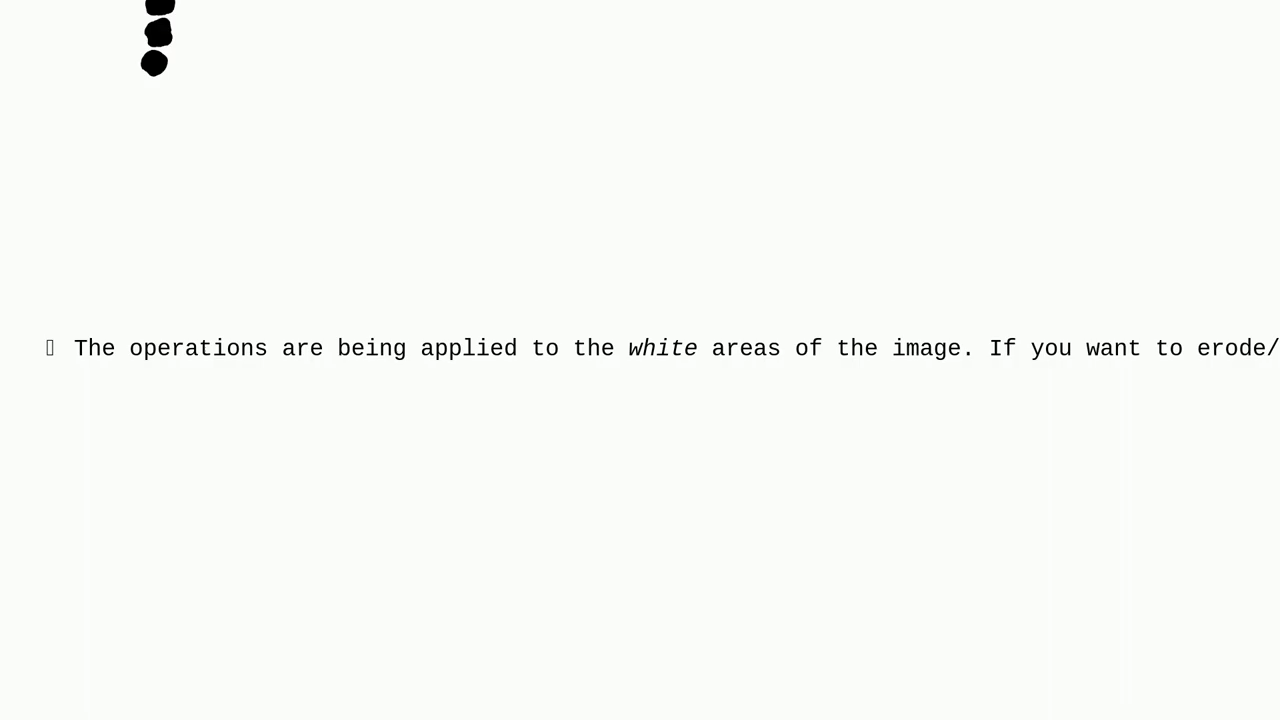 The operations are being applied to the white areas of the image. If you want to erode/